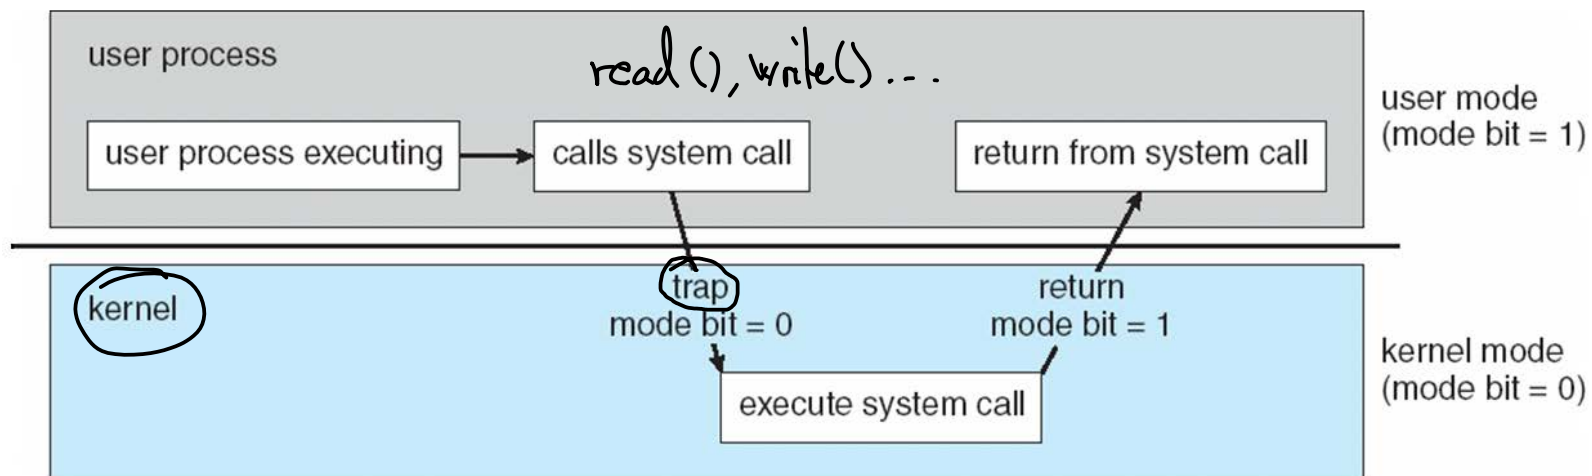 user process
read(), write()...
user process executing
calls system call
return from system call
user mode
(mode bit = 1)
kernel
trap
mode bit = 0
return
mode bit = 1
execute system call
kernel mode
(mode bit = 0)